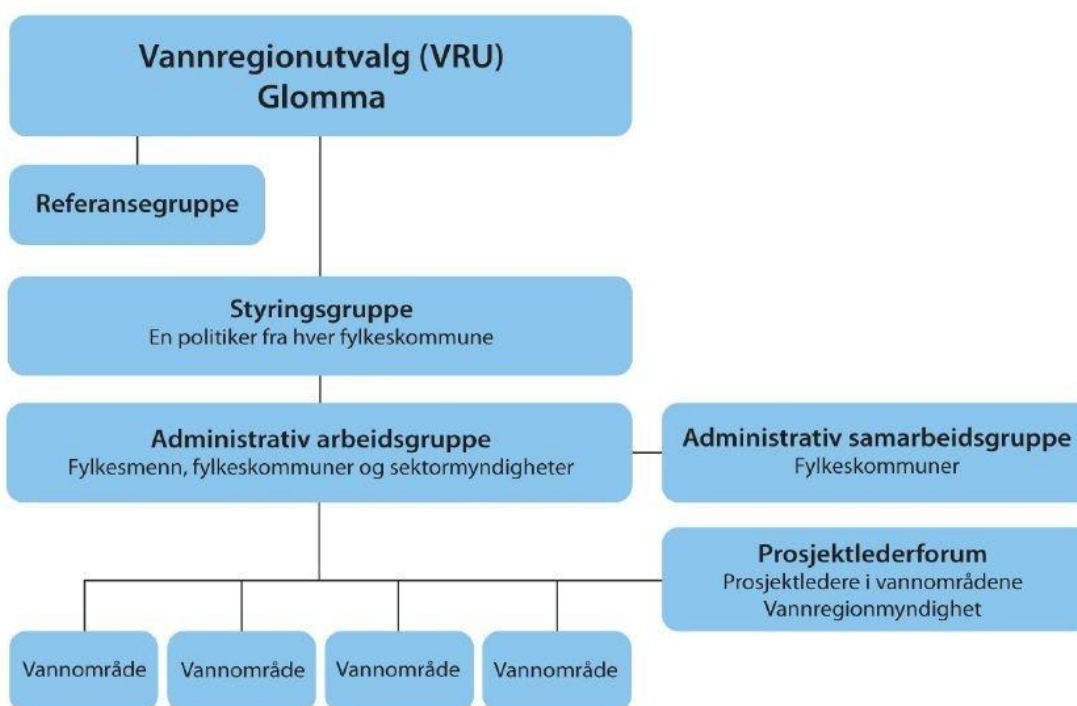 Vannregionutvalg (VRU)
Glomma
Referansegruppe
Styringsgruppe
En politiker fra hver fylkeskommune
Administrativ arbeidsgruppe
Fylkesmenn, fylkeskommuner og sektormyndigheter
Administrativ samarbeidsgruppe
Fylkeskommuner
Prosjektlederforum
Prosjektledere i vannområdene
Vannregionmyndighet
Vannområde
Vannområde
Vannområde
Vannområde